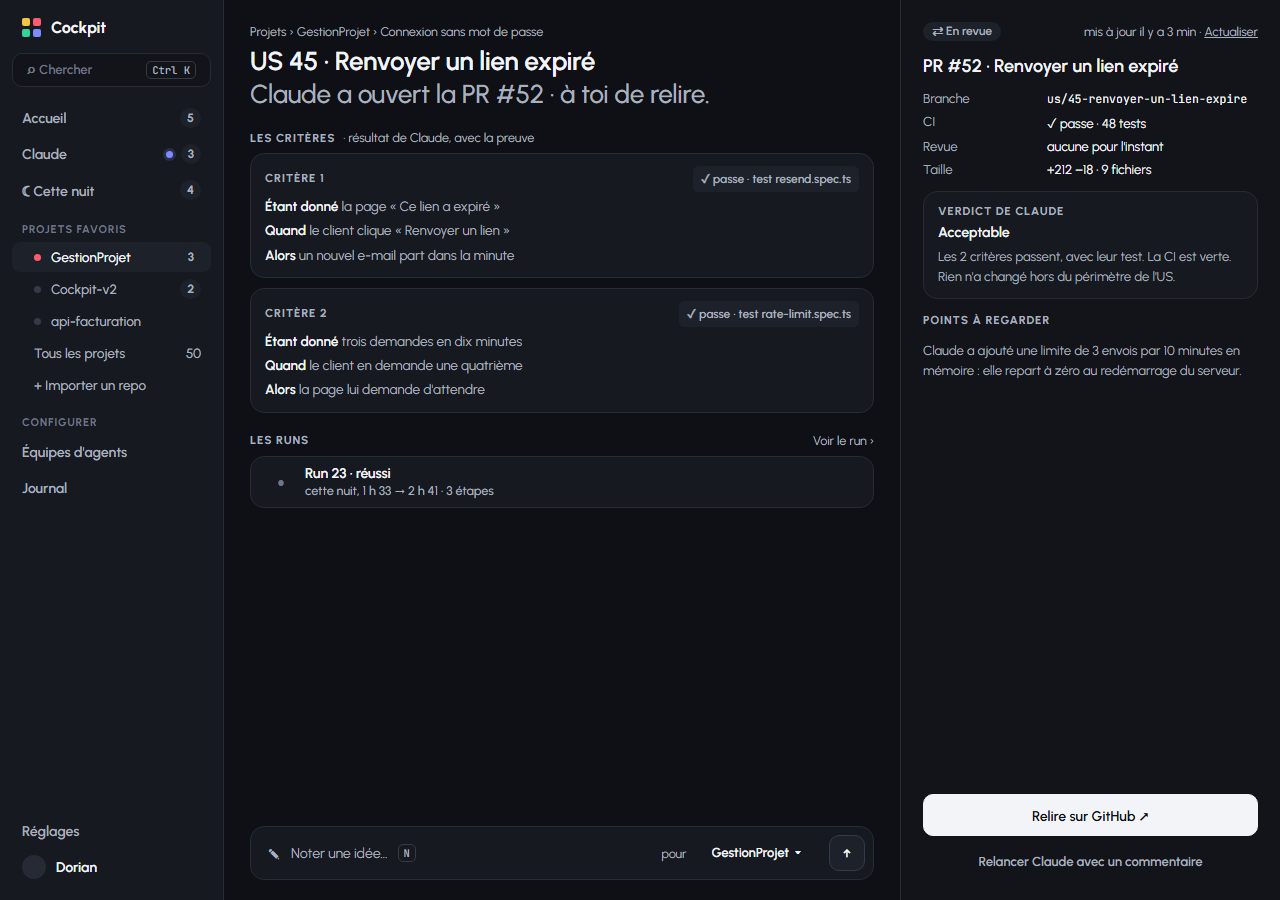 Cockpit
Chercher Ctrl K
Accueil 5
Claude 3
Cette nuit 4
PROJETS FAVORIS
GestionProjet 3
Cockpit-v2 2
api-facturation
Tous les projets 50
+ Importer un repo
CONFIGURER
Équipes d'agents
Journal
Réglages
Dorian
Projets › GestionProjet › Connexion sans mot de passe
US 45 · Renvoyer un lien expiré
Claude a ouvert la PR #52 · à toi de relire.
LES CRITÈRES · résultat de Claude, avec la preuve
CRITÈRE 1 ✓ passe · test resend.spec.ts
Étant donné la page « Ce lien a expiré »
Quand le client clique « Renvoyer un lien »
Alors un nouvel e-mail part dans la minute
CRITÈRE 2 ✓ passe · test rate-limit.spec.ts
Étant donné trois demandes en dix minutes
Quand le client en demande une quatrième
Alors la page lui demande d'attendre
LES RUNS Voir le run ›
Run 23 · réussi
cette nuit, 1 h 33 → 2 h 41 · 3 étapes
Noter une idée… N pour GestionProjet ↑
⇄ En revue mis à jour il y a 3 min · Actualiser
PR #52 · Renvoyer un lien expiré
Branche us/45-renvoyer-un-lien-expire
CI ✓ passe · 48 tests
Revue aucune pour l'instant
Taille +212 −18 · 9 fichiers
VERDICT DE CLAUDE
Acceptable
Les 2 critères passent, avec leur test. La CI est verte.
Rien n'a changé hors du périmètre de l'US.
POINTS À REGARDER
Claude a ajouté une limite de 3 envois par 10 minutes en
mémoire : elle repart à zéro au redémarrage du serveur.
Relire sur GitHub ↗
Relancer Claude avec un commentaire